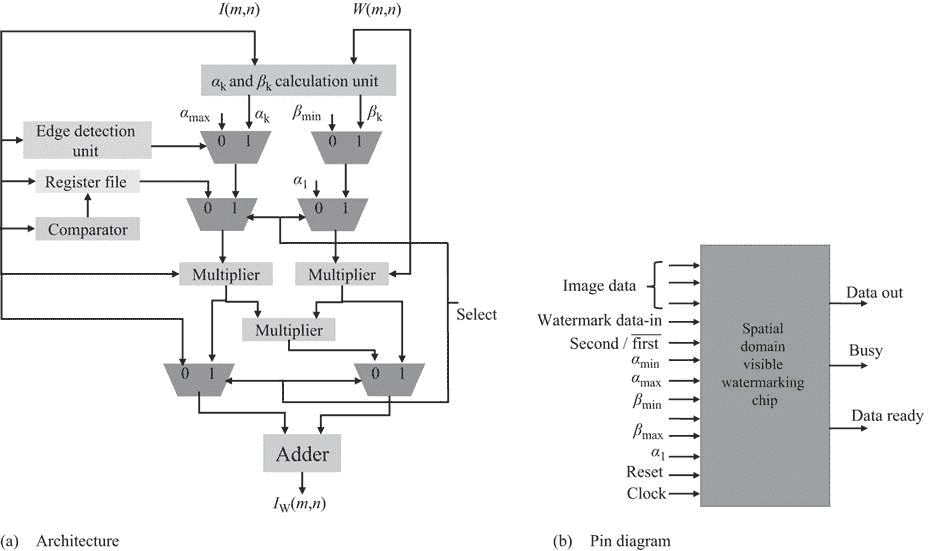 I(m,n) W(m,n)
αk and βk calculation unit
αmax αk βmin βk
0 1 0 1
Edge detection
unit
α1
Register file
0 1 0 1
Comparator
Multiplier Multiplier
Select
Multiplier
0 1 0 1
Adder
IW(m,n)
(a) Architecture
Image data
Watermark data-in
Second / first
αmin
αmax
βmin
βmax
α1
Reset
Clock
Spatial
domain
visible
watermarking
chip
Data out
Busy
Data ready
(b) Pin diagram